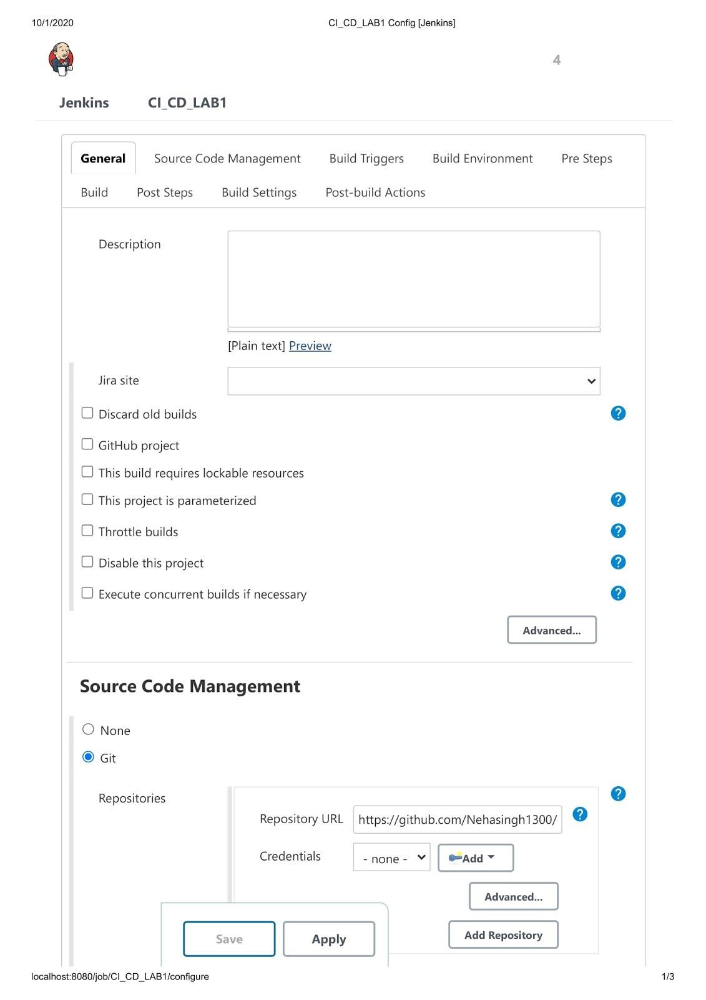 10/1/2020 CI_CD_LAB1 Config [Jenkins]
4
Jenkins CI_CD_LAB1
General Source Code Management Build Triggers Build Environment Pre Steps
Build Post Steps Build Settings Post-build Actions
Description
[Plain text] Preview
Jira site
Discard old builds
GitHub project
This build requires lockable resources
This project is parameterized
Throttle builds
Disable this project
Execute concurrent builds if necessary
Advanced...
Source Code Management
None
Git
Repositories
Repository URL https://github.com/Nehasingh1300/
Credentials - none - Add
Advanced...
Save Apply Add Repository
localhost:8080/job/CI_CD_LAB1/configure 1/3